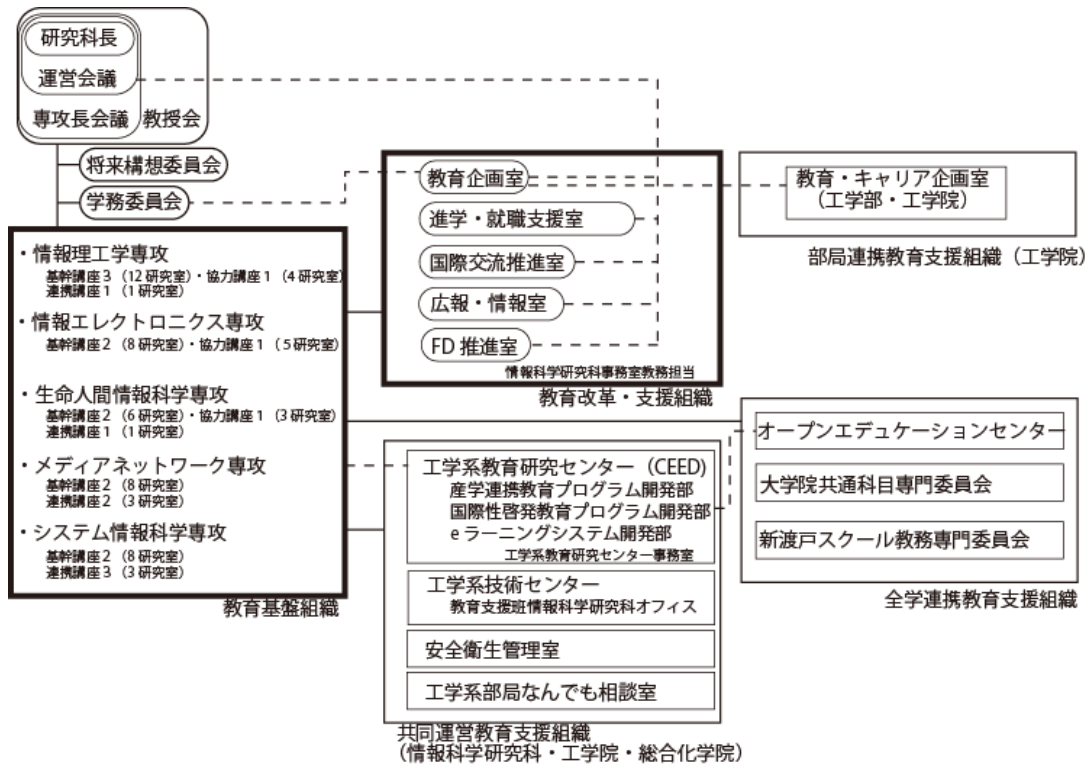 研究科長
運営会議
専攻長会議 教授会
将来構想委員会
学務委員会
・情報理工学専攻
基幹講座3（12研究室）・協力講座1（4研究室）
連携講座1（1研究室）
・情報エレクトロニクス専攻
基幹講座2（8研究室）・協力講座1（5研究室）
・生命人間情報科学専攻
基幹講座2（6研究室）・協力講座1（3研究室）
連携講座1（1研究室）
・メディアネットワーク専攻
基幹講座2（8研究室）
連携講座2（3研究室）
・システム情報科学専攻
基幹講座2（8研究室）
連携講座3（3研究室）
教育基盤組織
教育企画室
進学・就職支援室
国際交流推進室
広報・情報室
FD推進室
情報科学研究科事務室教務担当
教育改革・支援組織
教育・キャリア企画室
（工学部・工学院）
部局連携教育支援組織（工学院）
工学系教育研究センター（CEED)
産学連携教育プログラム開発部
国際性啓発教育プログラム開発部
eラーニングシステム開発部
工学系教育研究センター事務室
工学系技術センター
教育支援班情報科学研究科オフィス
安全衛生管理室
工学系部局なんでも相談室
共同運営教育支援組織
（情報科学研究科・工学院・総合化学院）
オープンエデュケーションセンター
大学院共通科目専門委員会
新渡戸スクール教務専門委員会
全学連携教育支援組織